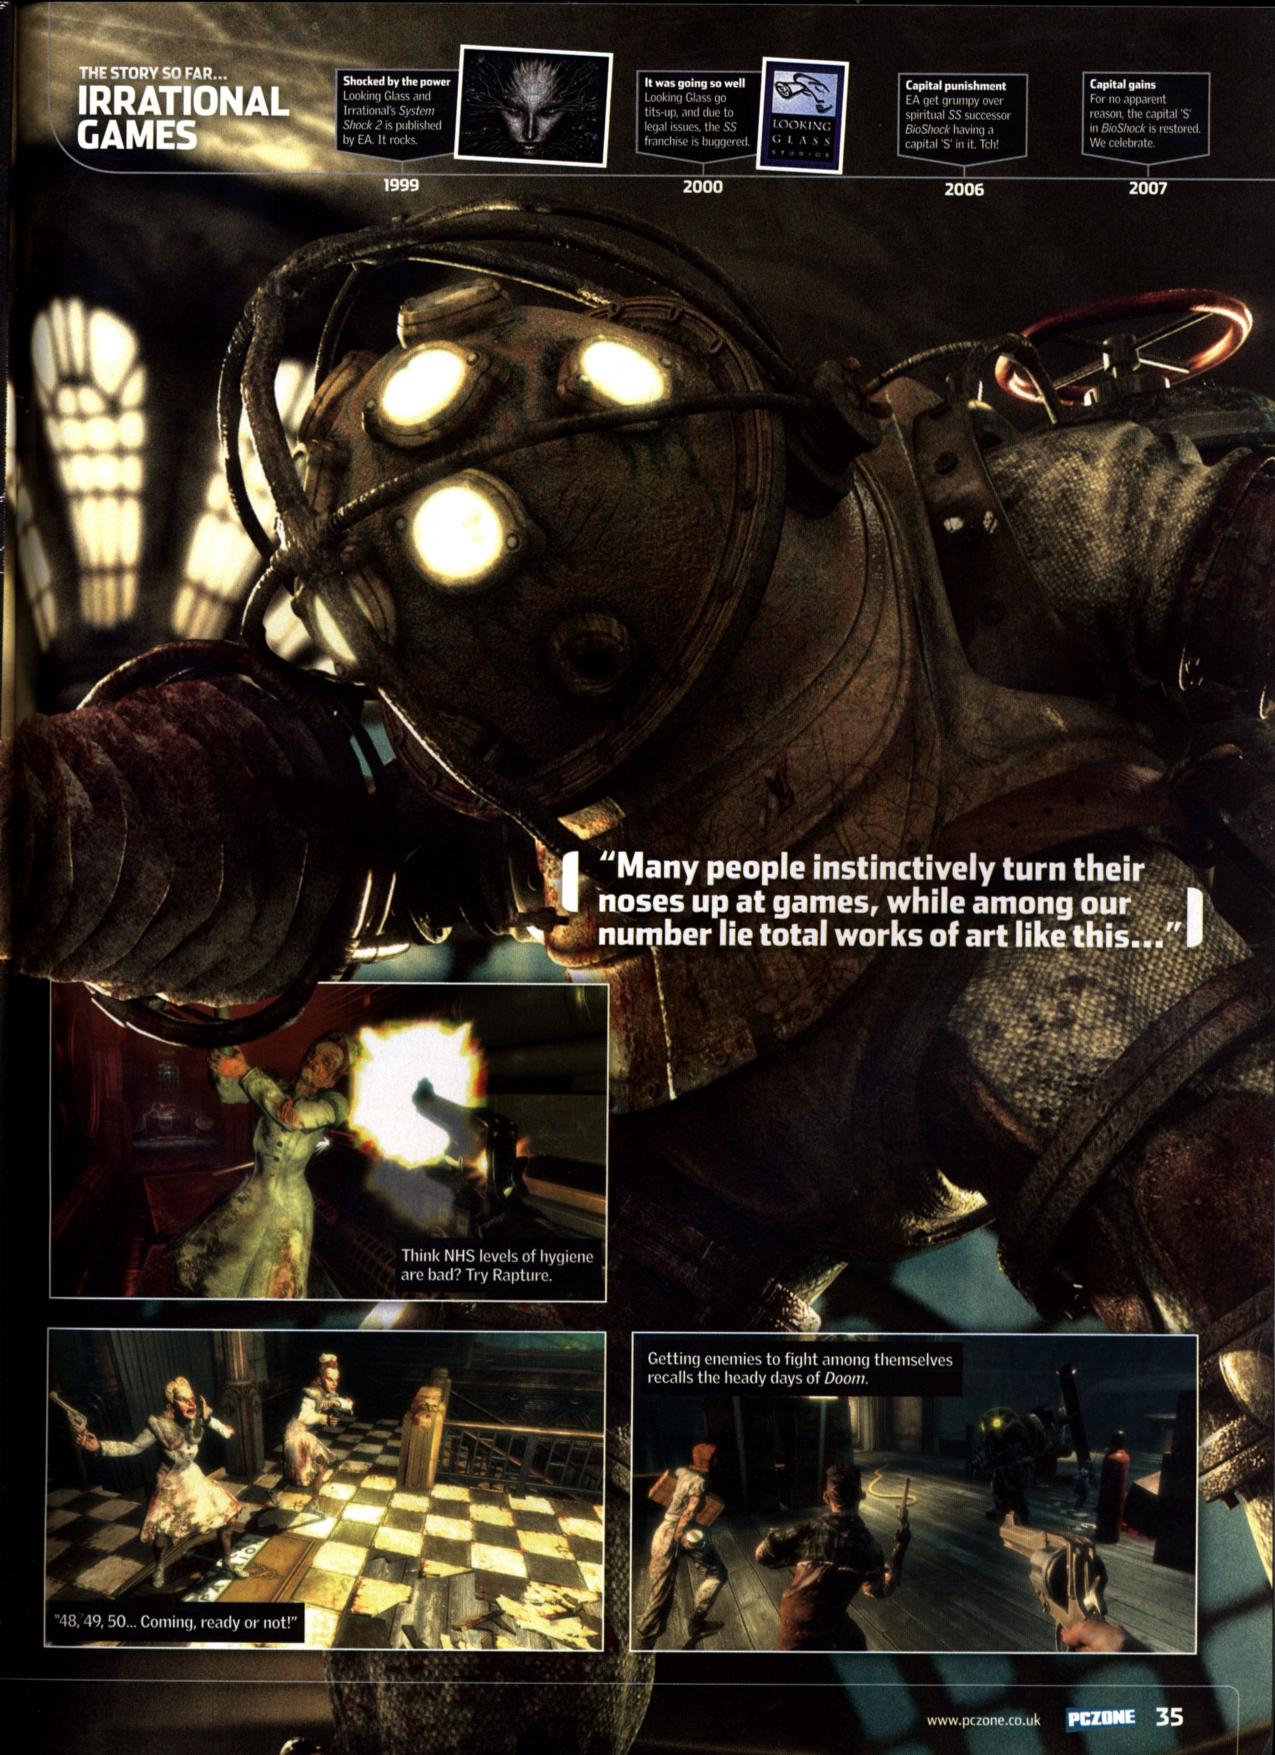 THE STORY SO FAR...
IRRATIONAL
GAMES
Shocked by the power
Looking Glass and
Irrational's System
Shock 2 is published
by EA. It rocks.
1999
It was going so well
Looking Glass go
tits-up, and due to
legal issues, the SS
franchise is buggered.
LOOKING
GLASS
STUDIOS
2000
Capital punishment
EA get grumpy over
spiritual SS successor
BioShock having a
capital 'S' in it. Tch!
2006
Capital gains
For no apparent
reason, the capital 'S'
in BioShock is restored.
We celebrate.
2007
“Many people instinctively turn their
noses up at games, while among our
number lie total works of art like this...”
Think NHS levels of hygiene
are bad? Try Rapture.
"48, 49, 50... Coming, ready or not!"
Getting enemies to fight among themselves
recalls the heady days of Doom.
www.pczone.co.uk PCZONE 35